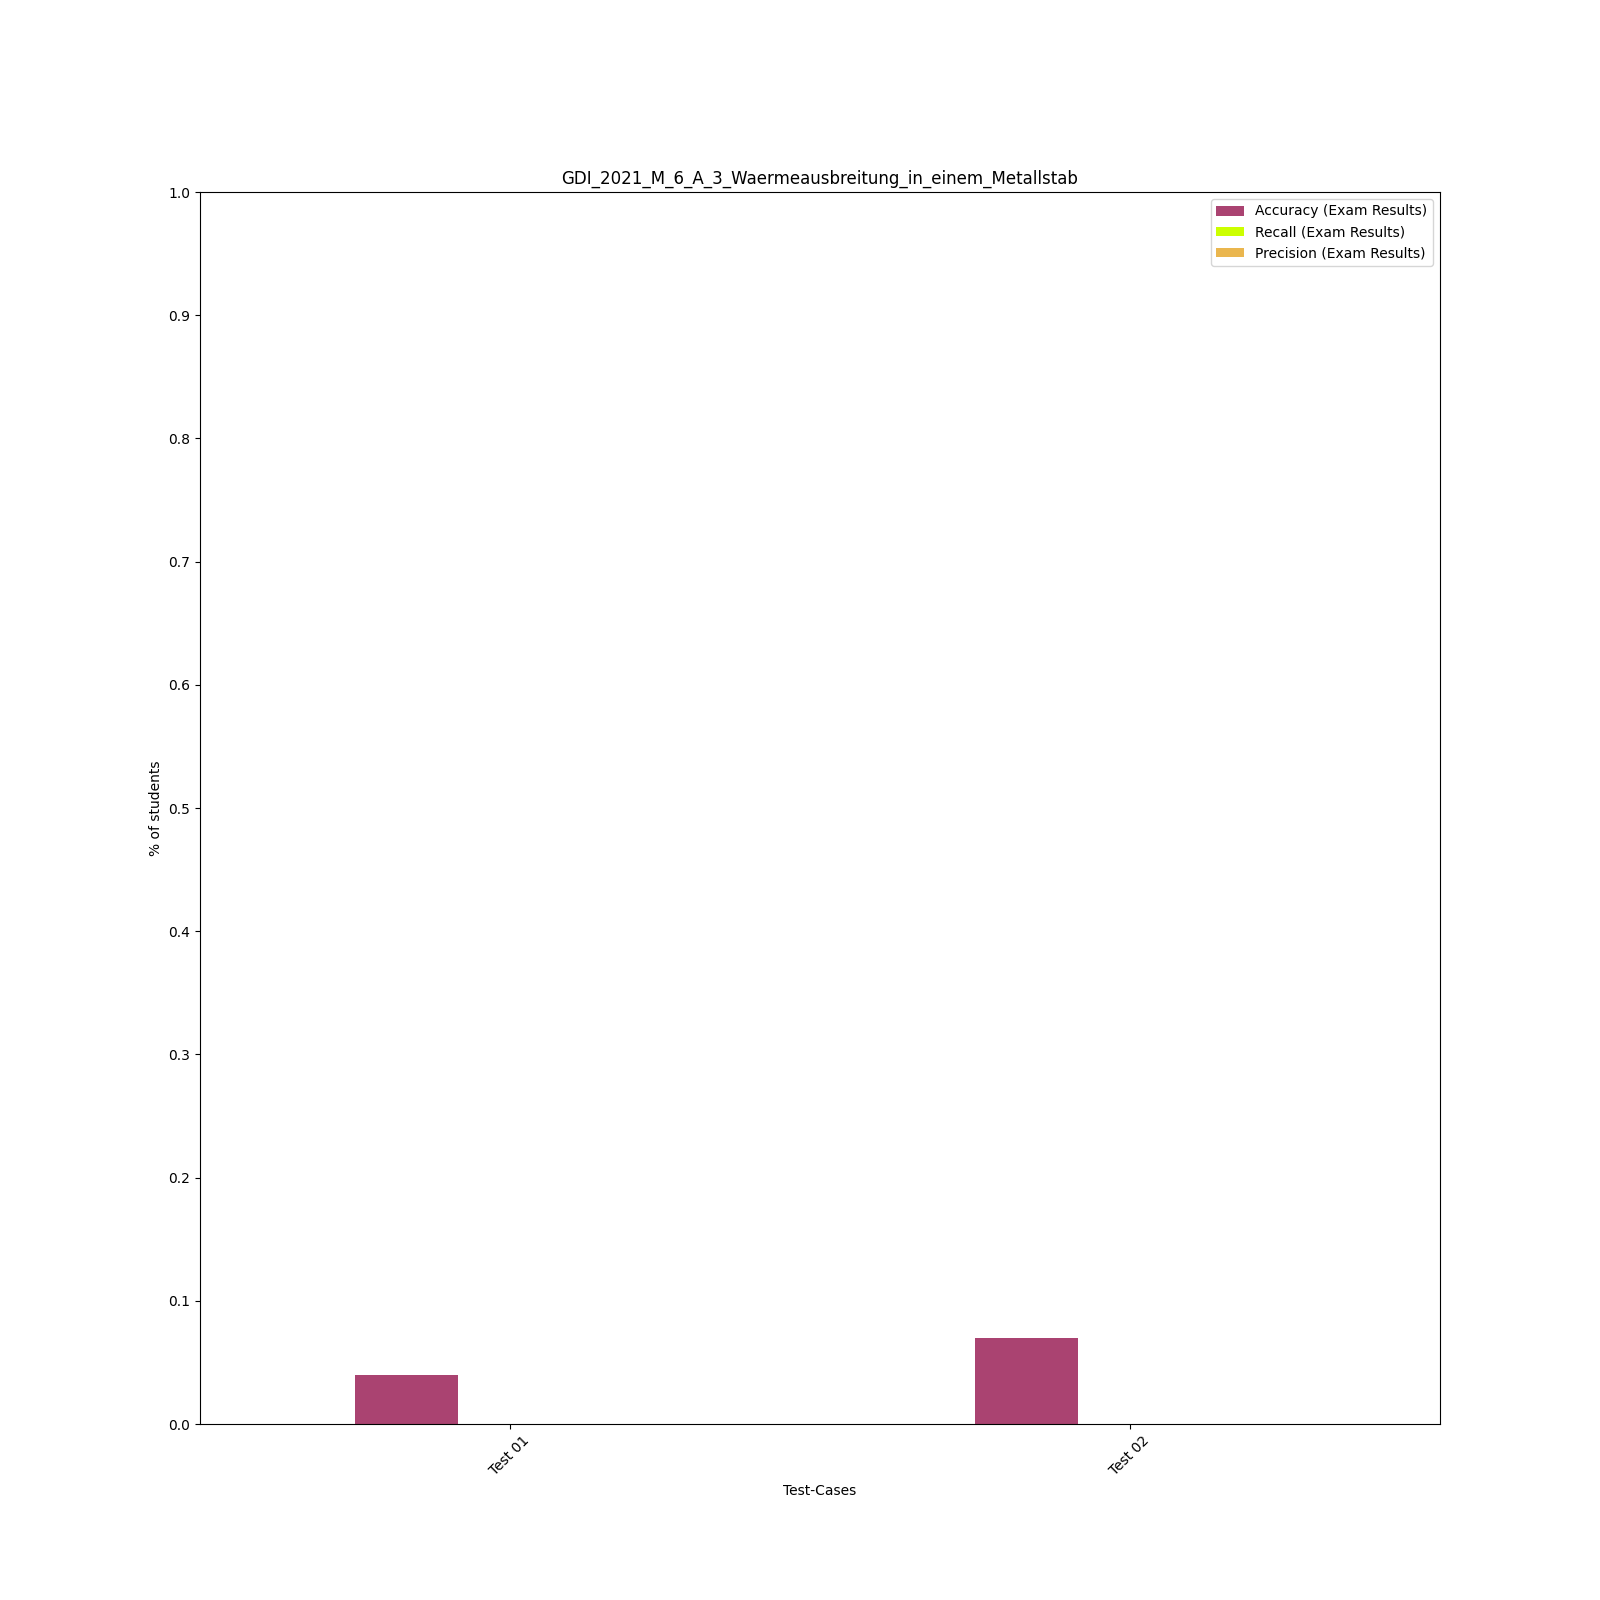 GDI_2021_M_6_A_3_Waermeausbreitung_in_einem_Metallstab
Accuracy (Exam Results)
Recall (Exam Results)
Precision (Exam Results)
1.0
0.9
0.8
0.7
0.6
0.5
0.4
0.3
0.2
0.1
0.0
% of students
Test 01
Test 02
Test-Cases